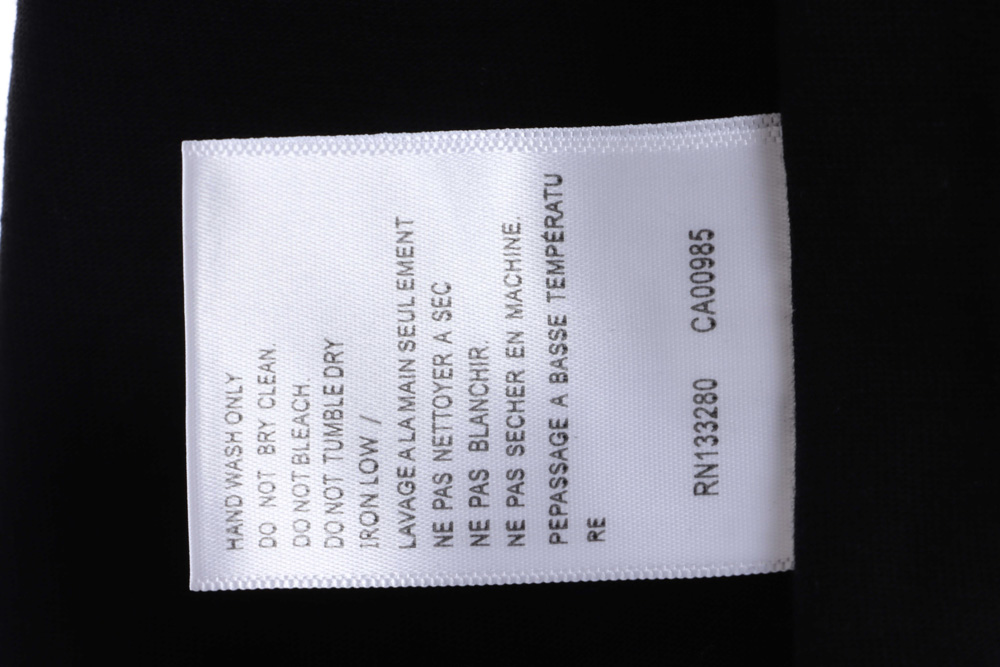 HAND WASH ONLY
DO NOT BRY CLEAN.
DO NOT BLEACH.
DO NOT TUMBLE DRY
IRON LOW /
LAVAGE A LA MAIN SEULEMENT
NE PAS NETTOYER A SEC
NE PAS BLANCHIR.
NE PAS SECHER EN MACHINE.
PEPASSAGE A BASSE TEMPÉRATU
RE
RN133280 CA00985